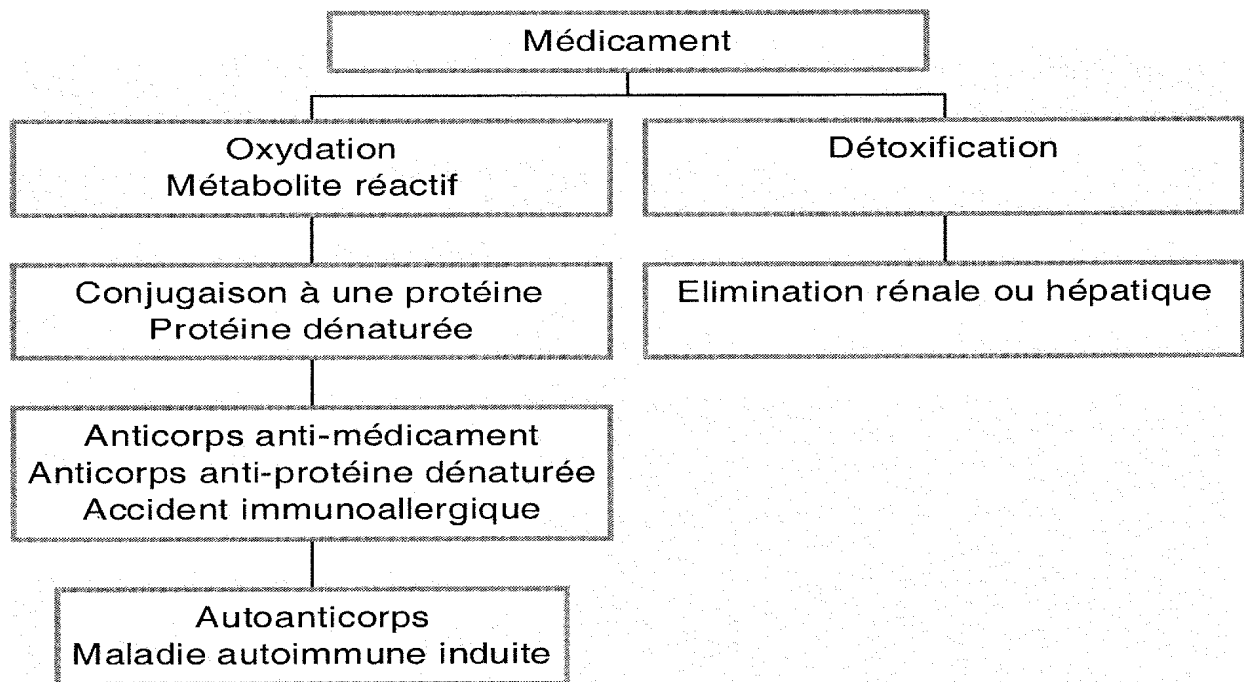 Médicament
Oxydation
Métabolite réactif
Détoxification
Conjugaison à une protéine
Protéine dénaturée
Elimination rénale ou hépatique
Anticorps anti-médicament
Anticorps anti-protéine dénaturée
Accident immunoallergique
Autoanticorps
Maladie autoimmune induite